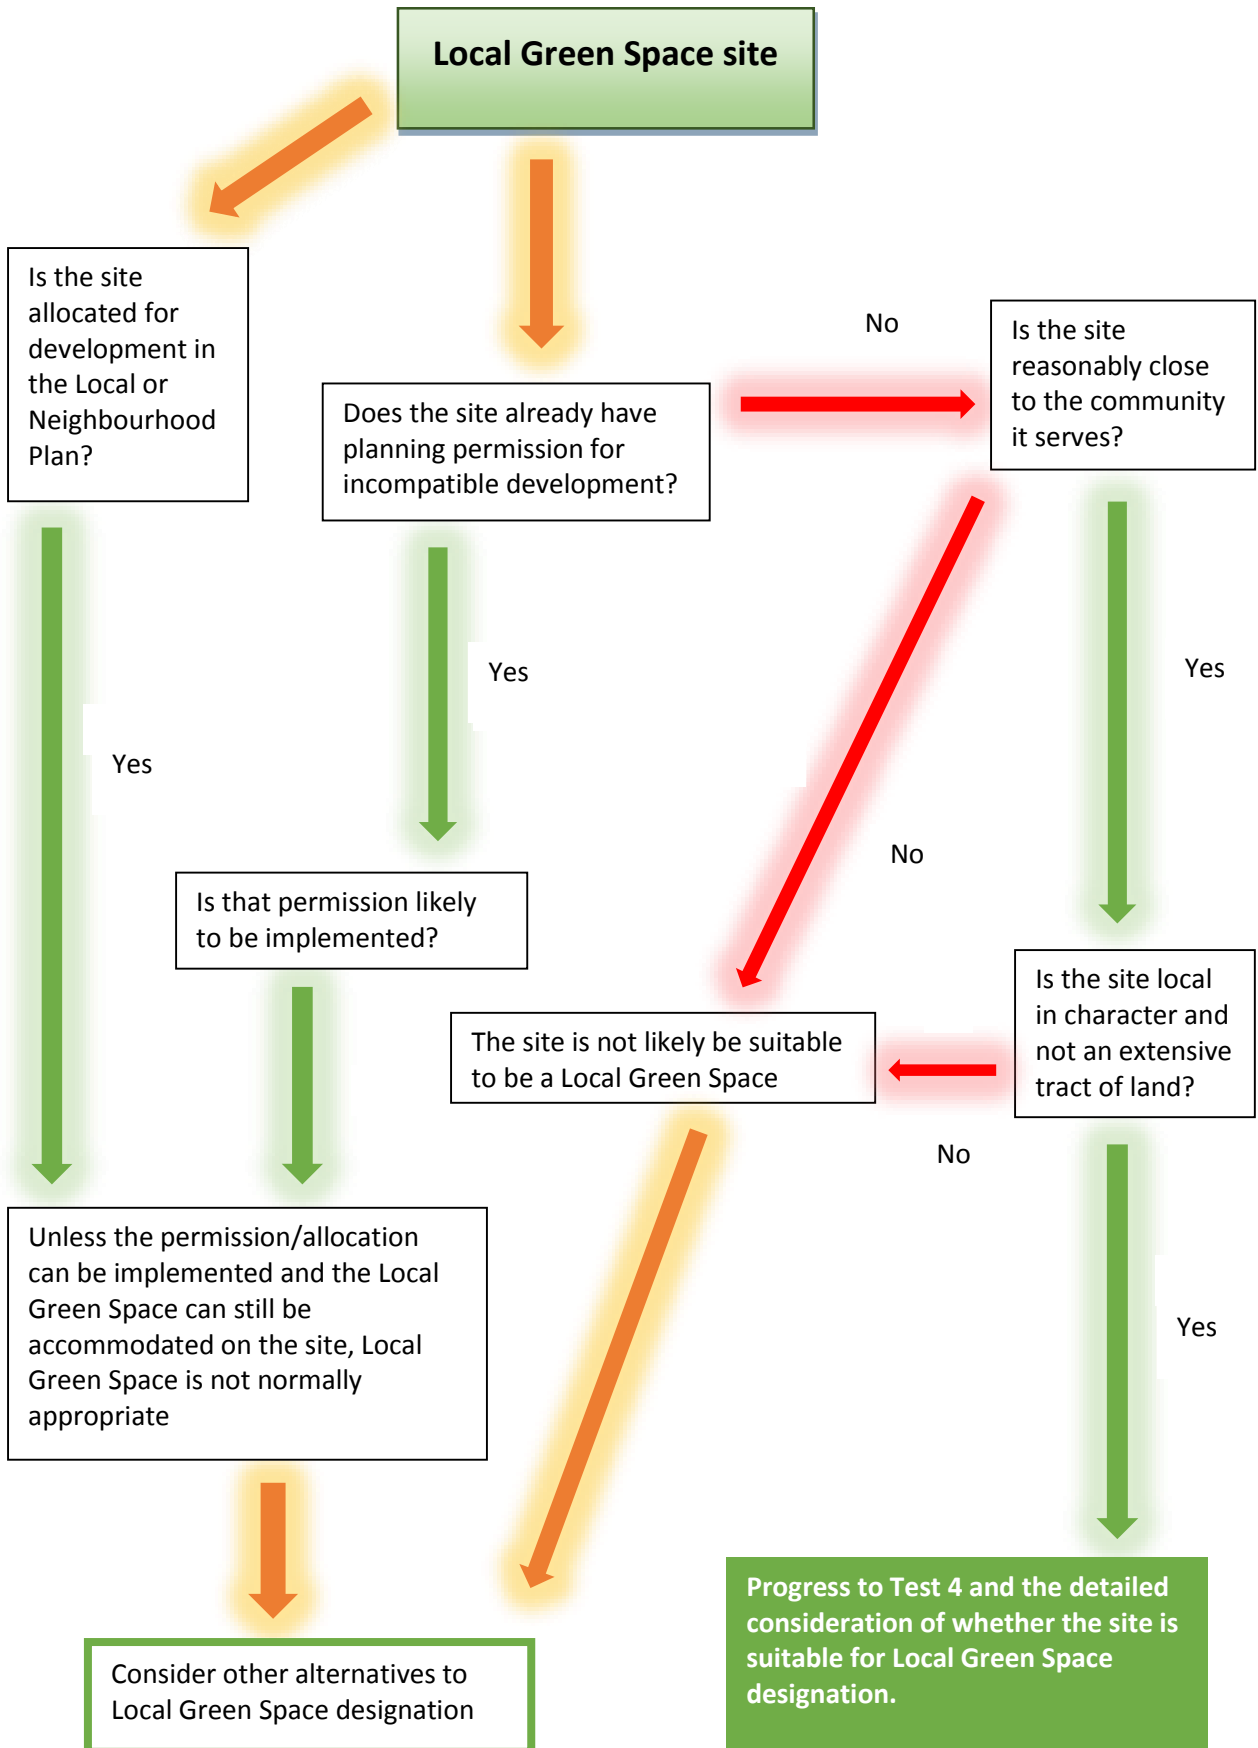 Local Green Space site
Is the site
allocated for
development in
the Local or
Neighbourhood
Plan?
Does the site already have
planning permission for
incompatible development?
No
Is the site
reasonably close
to the community
it serves?
Yes
Yes
Yes
No
Is that permission likely
to be implemented?
The site is not likely be suitable
to be a Local Green Space
Is the site local
in character and
not an extensive
tract of land?
No
Unless the permission/allocation
can be implemented and the Local
Green Space can still be
accommodated on the site, Local
Green Space is not normally
appropriate
Yes
Consider other alternatives to
Local Green Space designation
Progress to Test 4 and the detailed
consideration of whether the site is
suitable for Local Green Space
designation.